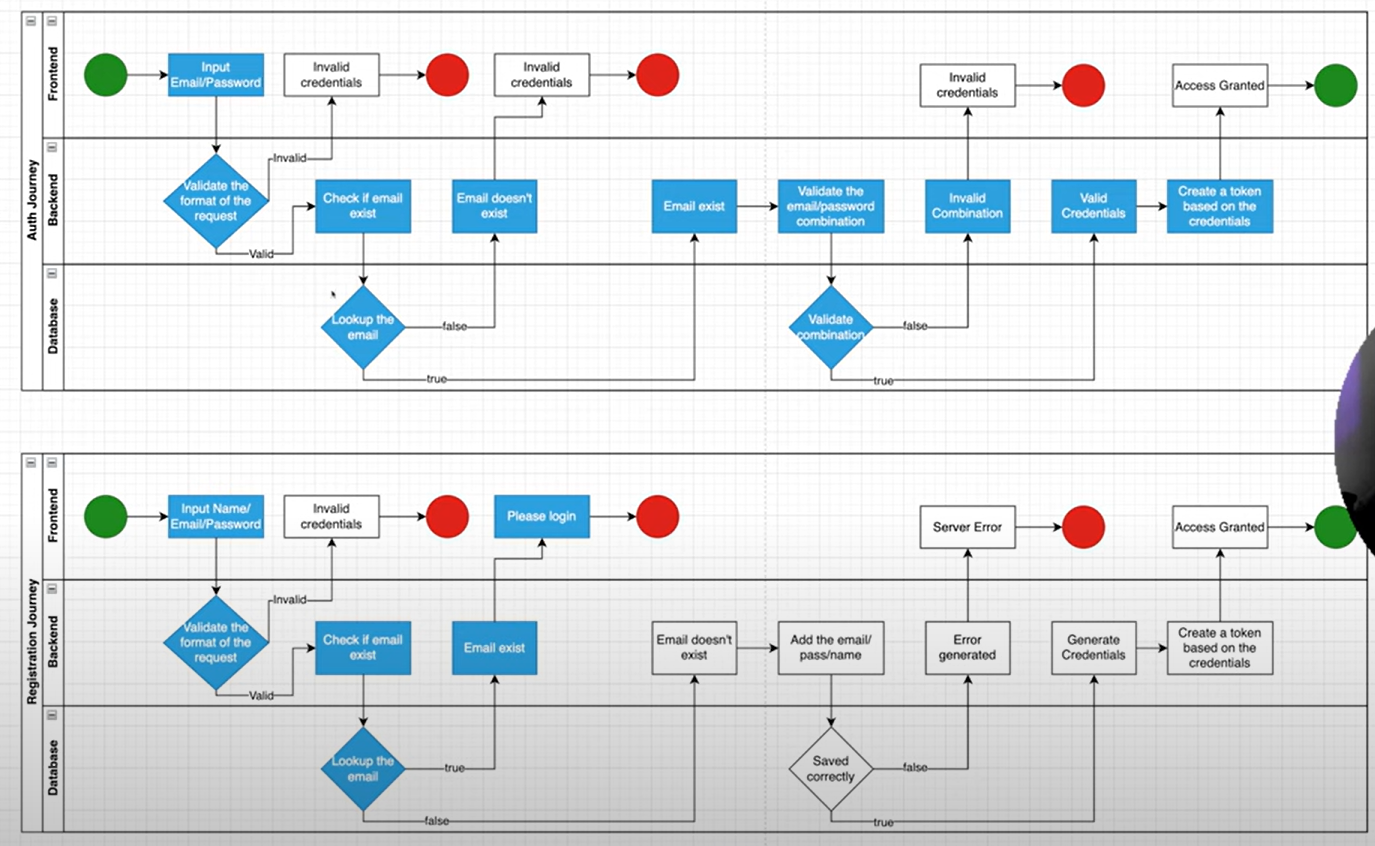 Auth Journey
Frontend
Input
Email/Password
Invalid
credentials
Invalid
credentials
Invalid
credentials
Access Granted
Backend
Validate the
format of the
request
Invalid
Valid
Check if email
exist
Email doesn't
exist
Email exist
Validate the
email/password
combination
Invalid
Combination
Valid
Credentials
Create a token
based on the
credentials
Database
Lookup the
email
false
true
Validate
combination
false
true
Registration Journey
Frontend
Input Name/
Email/Password
Invalid
credentials
Please login
Server Error
Access Granted
Backend
Validate the
format of the
request
Invalid
Valid
Check if email
exist
Email exist
Email doesn't
exist
Add the email/
pass/name
Error
generated
Generate
Credentials
Create a token
based on the
credentials
Database
Lookup the
email
true
false
Saved
correctly
false
true